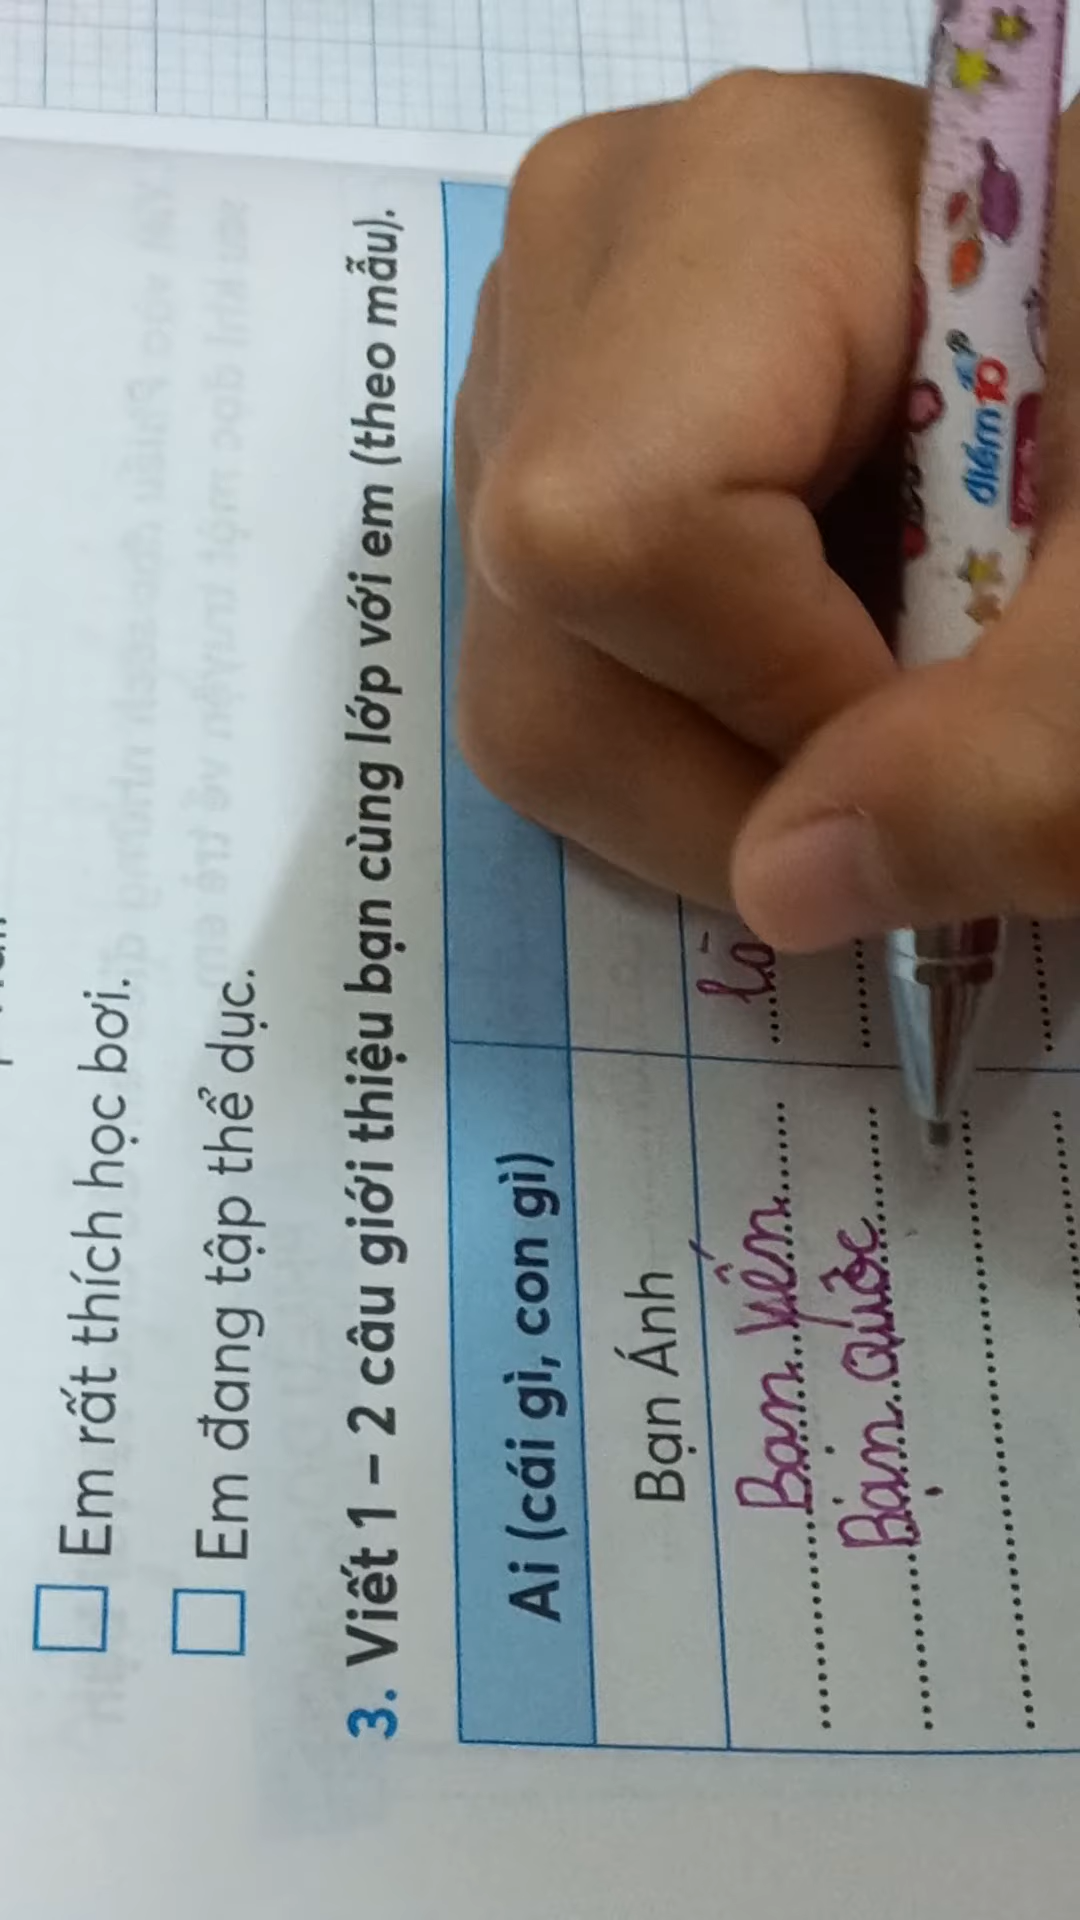 Em rất thích học bơi.
Em đang tập thể dục.
3. Viết 1 – 2 câu giới thiệu bạn cùng lớp với em (theo mẫu).
Ai (cái gì, con gì)
Bạn Ánh
Bạn Yến
là
Bạn Quốc
điểm 10